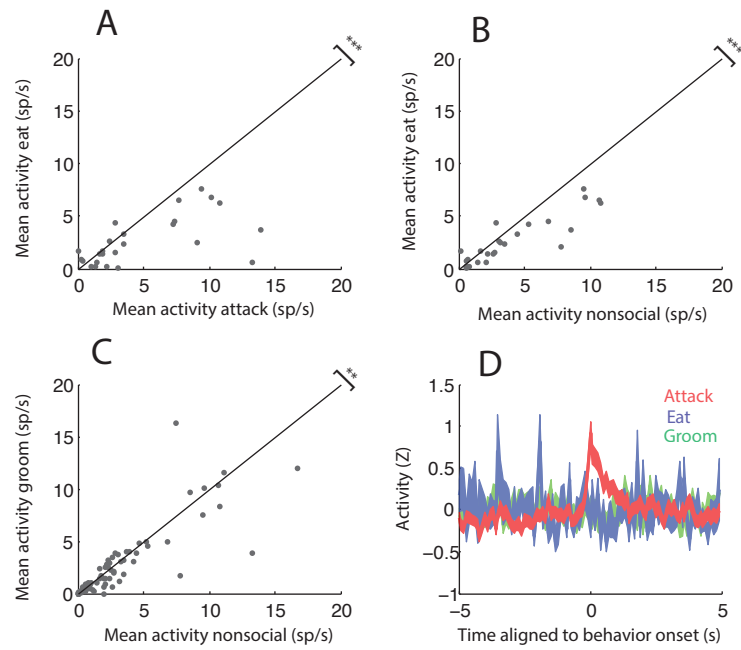 A
***
20
15
10
5
0
Mean activity eat (sp/s)
0 5 10 15 20
Mean activity attack (sp/s)
B
***
20
15
10
5
0
Mean activity eat (sp/s)
0 5 10 15 20
Mean activity nonsocial (sp/s)
C
**
20
15
10
5
0
Mean activity groom (sp/s)
0 5 10 15 20
Mean activity nonsocial (sp/s)
D
Attack
Eat
Groom
1.5
1
0.5
0
−0.5
−1
Activity (Z)
−5 0 5
Time aligned to behavior onset (s)